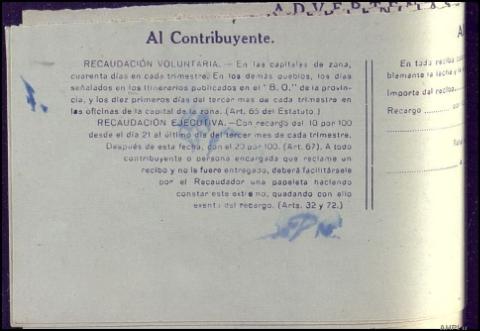 ADVERTENCIAS
Al Contribuyente.
RECAUDACIÓN VOLUNTARIA. — En las capitales de zona,
cuarenta días en cada trimestre. En los demás pueblos, los días
señalados en los itinerarios publicados en el "B. O." de la provin-
cia, y los diez primeros días del tercer mes de cada trimestre en
las oficinas de la capital de la zona. (Art. 65 del Estatuto.)
RECAUDACIÓN EJECUTIVA. — Con recargo del 10 por 100
desde el día 21 al último día del tercer mes de cada trimestre.
Después de esta fecha, con el 20 por 100. (Art. 67). A todo
contribuyente o persona encargada que reclame un
recibo y no le fuere entregado, deberá facilitársele
por el Recaudador una papeleta haciendo
constar este extremo, quedando con ello
exento del recargo. (Arts. 32 y 72.)
En todo recibo
blemente la fecha y la
Importe del recibo
Recargo